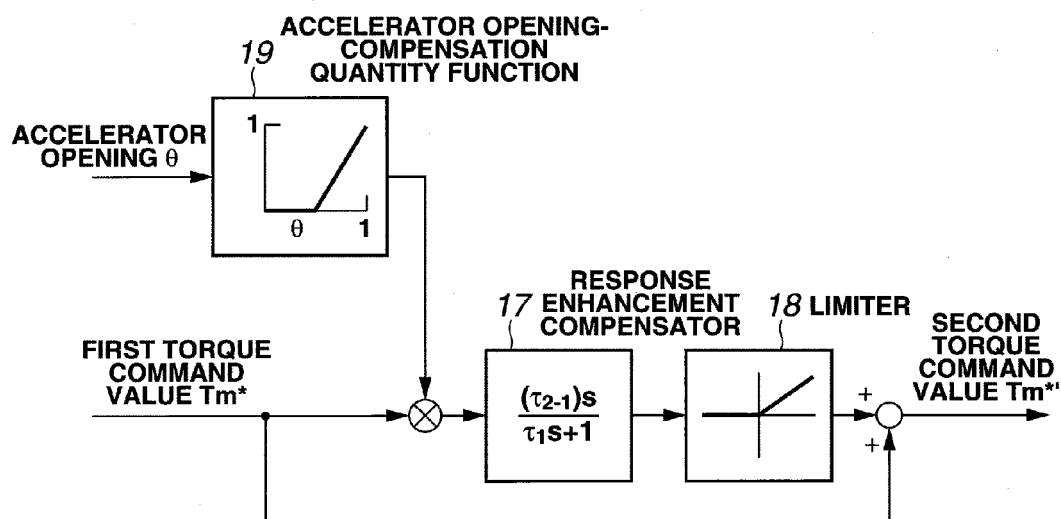 19
ACCELERATOR OPENING-
COMPENSATION
QUANTITY FUNCTION
ACCELERATOR
OPENING θ
1
θ
1
FIRST TORQUE
COMMAND
VALUE Tm*
17
RESPONSE
ENHANCEMENT
COMPENSATOR
(τ2-1)s
τ1s+1
18 LIMITER
SECOND
TORQUE
COMMAND
VALUE Tm*'
+
+